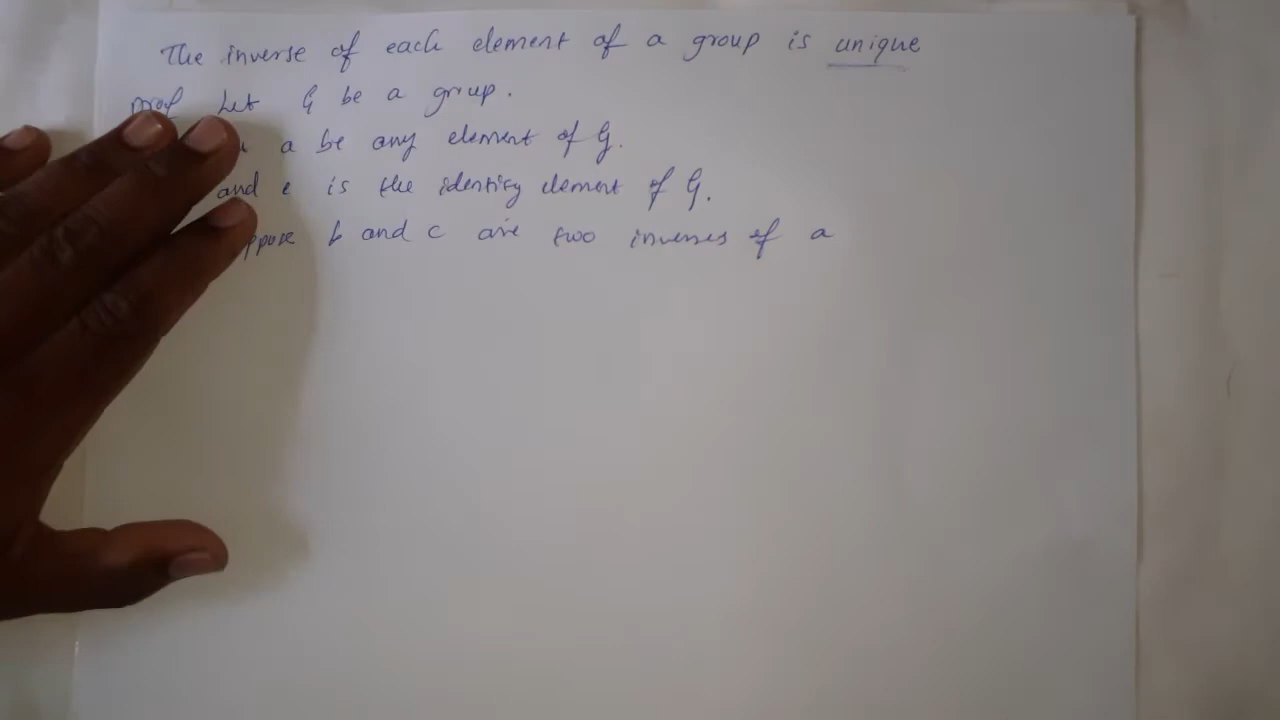 The inverse of each element of a group is unique
proof Let G be a group.
a be any element of G.
and e is the identity element of G.
b and c are two inverses of a